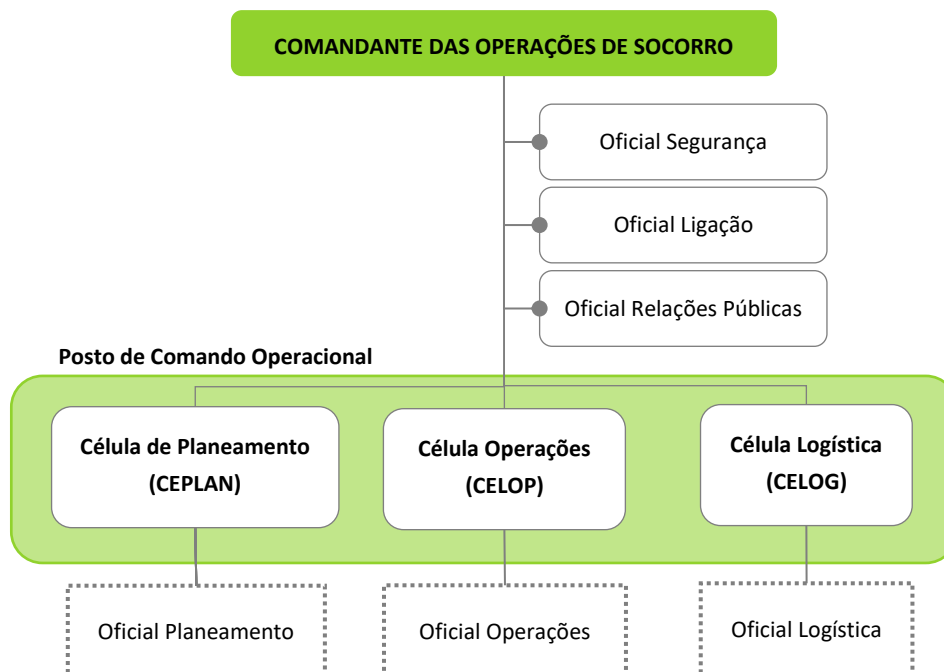 COMANDANTE DAS OPERAÇÕES DE SOCORRO
Oficial Segurança
Oficial Ligação
Oficial Relações Públicas
Posto de Comando Operacional
Célula de Planeamento
(CEPLAN)
Célula Operações
(CELOP)
Célula Logística
(CELOG)
Oficial Planeamento
Oficial Operações
Oficial Logística